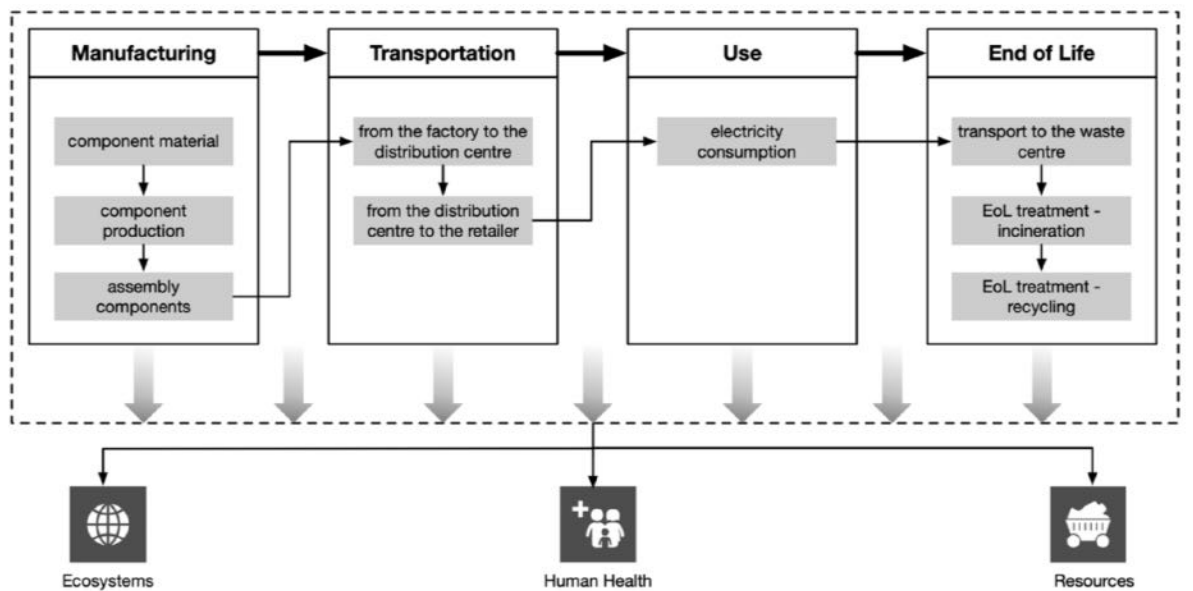 Manufacturing
Transportation
Use
End of Life
component material
component
production
assembly
components
from the factory to the
distribution centre
from the distribution
centre to the retailer
electricity
consumption
transport to the waste
centre
EoL treatment -
incineration
EoL treatment -
recycling
Ecosystems
Human Health
Resources